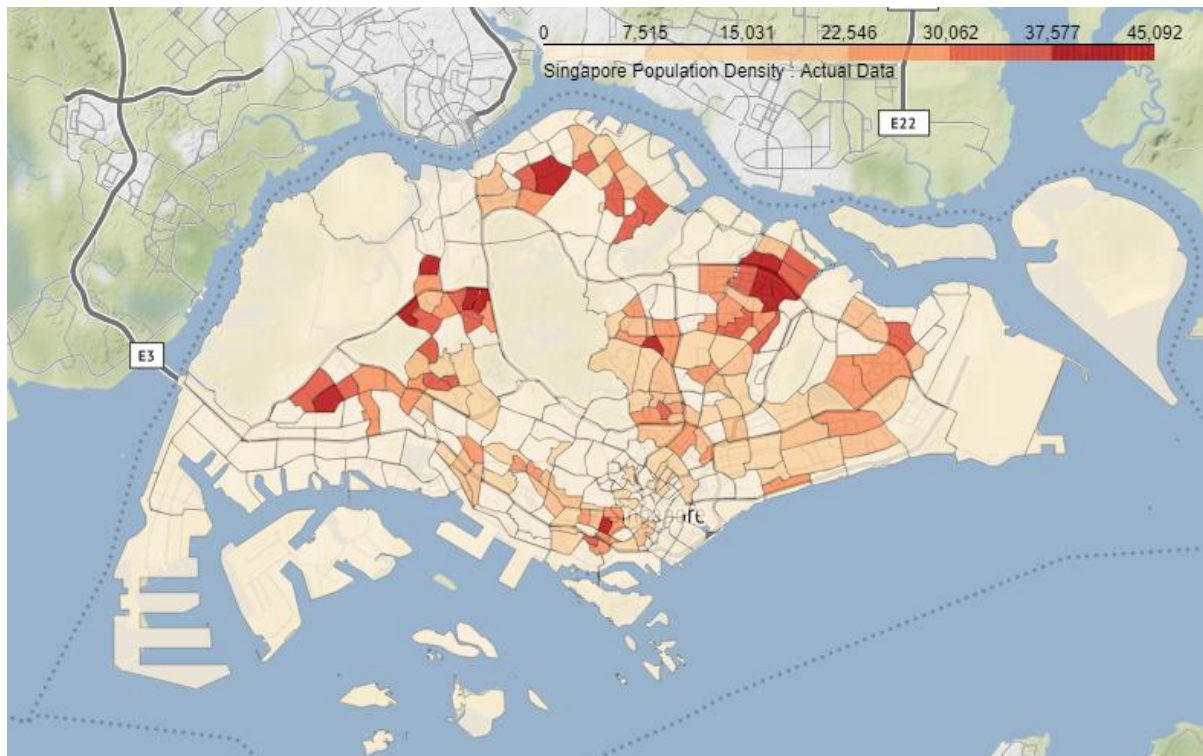 0 7,515 15,031 22,546 30,062 37,577 45,092
Singapore Population Density : Actual Data
E22
E3